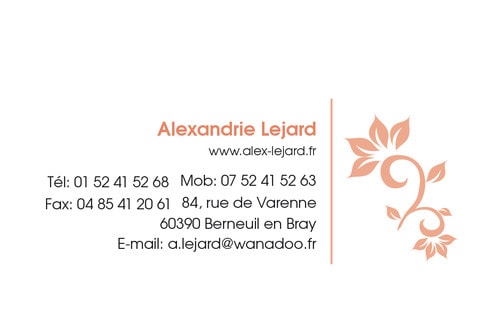 Alexandrie Lejard
www.alex-lejard.fr
Tél: 01 52 41 52 68 Mob: 07 52 41 52 63
Fax: 04 85 41 20 61 84, rue de Varenne
60390 Berneuil en Bray
E-mail: a.lejard@wanadoo.fr